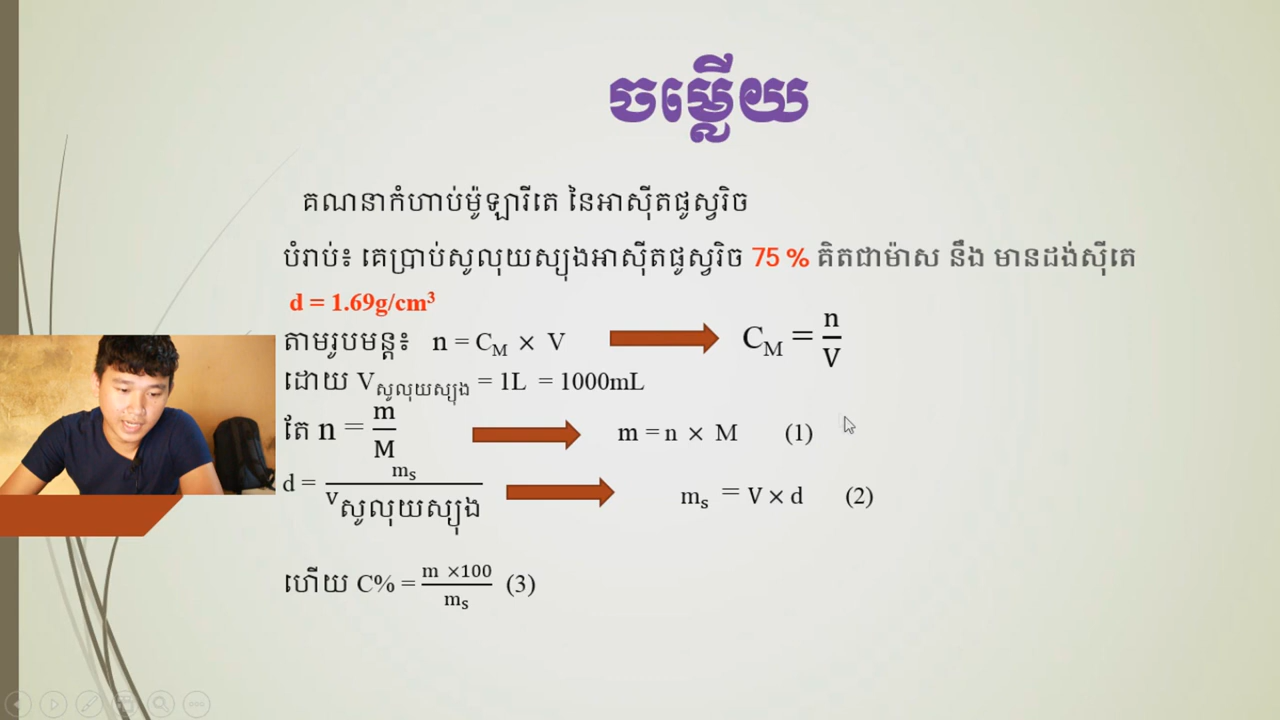 ចម្លើយ
គណនាកំហាប់ម៉ូឡារីតេ នៃអាស៊ីតផូស្វរិច
បំរាប់៖ គេប្រាប់សូលុយស្យុងអាស៊ីតផូស្វរិច 75 % គិតជាម៉ាស នឹង មានដង់ស៊ីតេ
d = 1.69g/cm³
តាមរូបមន្ត៖ n = C_M × V C_M = n/V
ដោយ V_សូលុយស្យុង = 1L = 1000mL
តែ n = m/M m = n × M (1)
d = m_s/V_សូលុយស្យុង m_s = V × d (2)
ហើយ C% = m ×100/m_s (3)